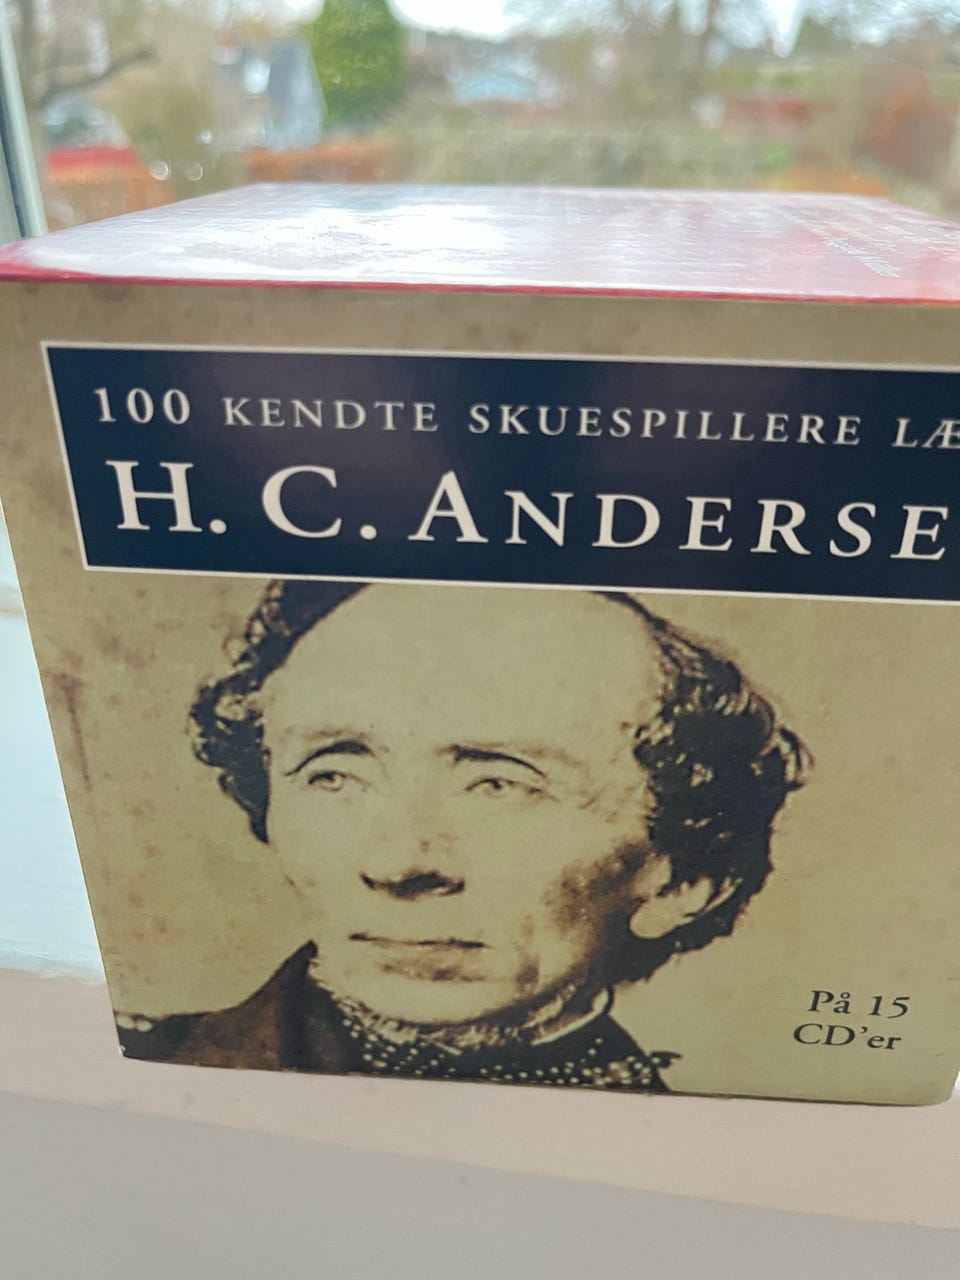 100 KENDTE SKUESPILLERE LÆ
H. C. ANDERSE
På 15
CD'er